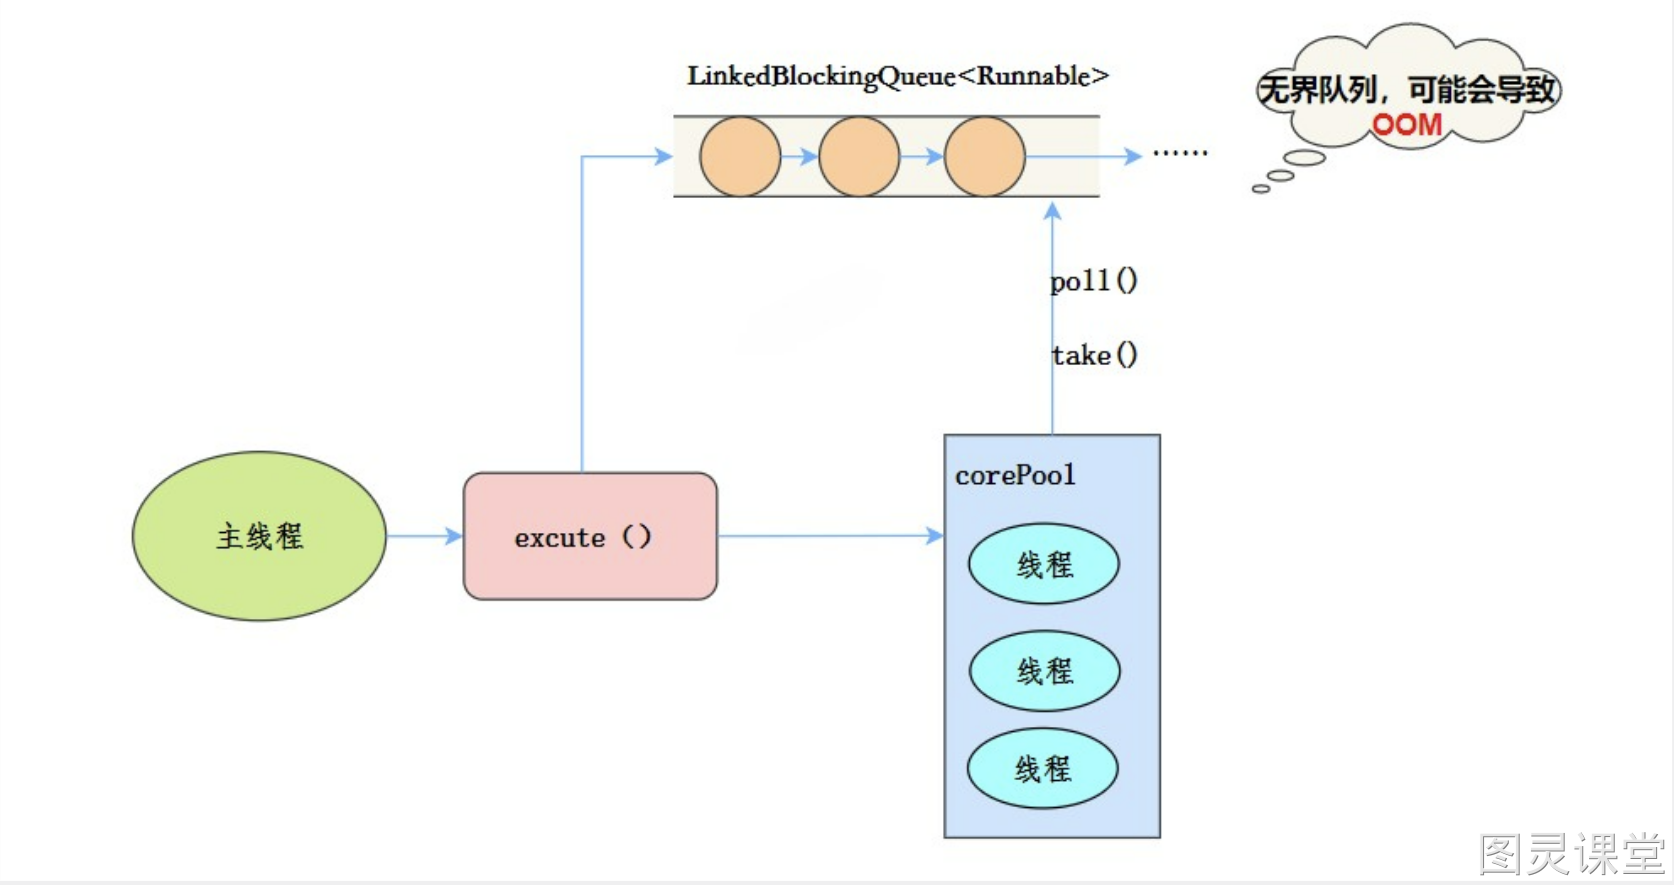 LinkedBlockingQueue<Runnable>
无界队列，可能会导致
OOM
······
poll()
take()
主线程
excute（）
corePool
线程
线程
线程
图灵课堂